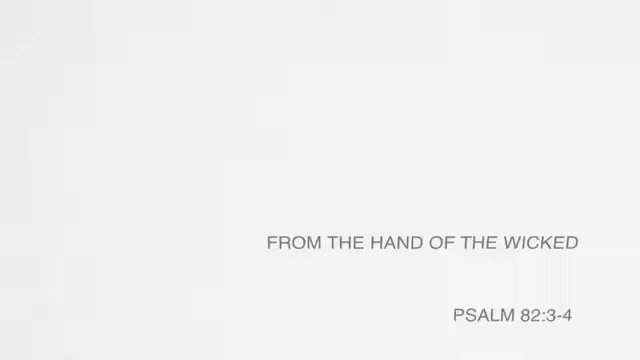 FROM THE HAND OF THE WICKED
PSALM 82:3-4